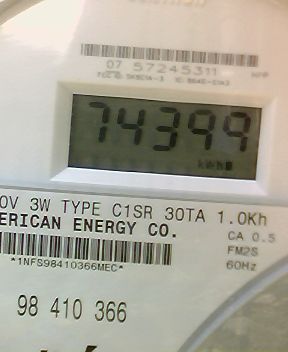 07 57245311
74399
kWh
0V 3W TYPE C1SR 30TA 1.0Kh
ERICAN ENERGY CO.
CA 0.5
FM2S
*1NFS98410366MEC*
60Hz
98 410 366